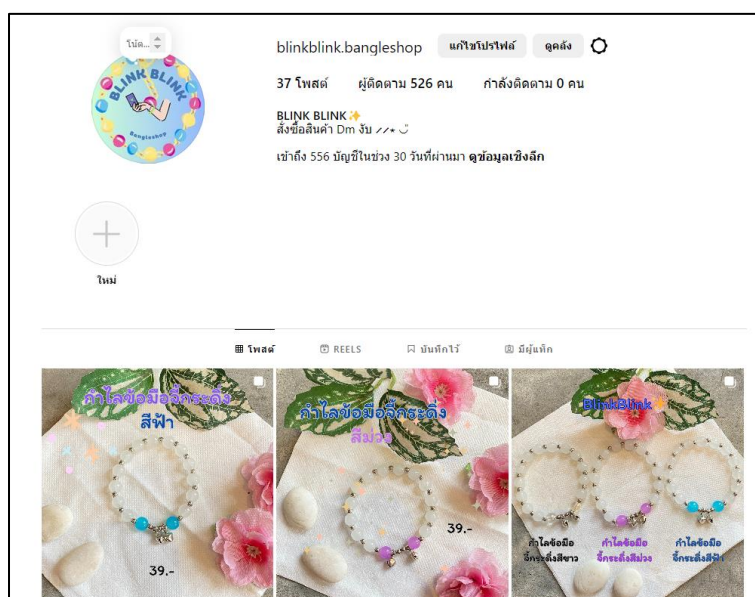 โน้ต...
BLINK BLINK
Bangleshop
blinkblink.bangleshop แก้ไขโปรไฟล์ ดูคลัง
37 โพสต์ ผู้ติดตาม 526 คน กำลังติดตาม 0 คน
BLINK BLINK✨
สั่งซื้อสินค้า Dm งับ
เข้าถึง 556 บัญชีในช่วง 30 วันที่ผ่านมา ดูข้อมูลเชิงลึก
ใหม่
โพสต์ REELS บันทึกไว้ มีผู้แท็ก
กำไลข้อมือจี้กระดิ่ง
สีฟ้า
39.-
กำไลข้อมือจี้กระดิ่ง
สีม่วง
39.-
BlinkBlink
กำไลข้อมือ
จี้กระดิ่งสีขาว
กำไลข้อมือ
จี้กระดิ่งสีม่วง
กำไลข้อมือ
จี้กระดิ่งสีฟ้า